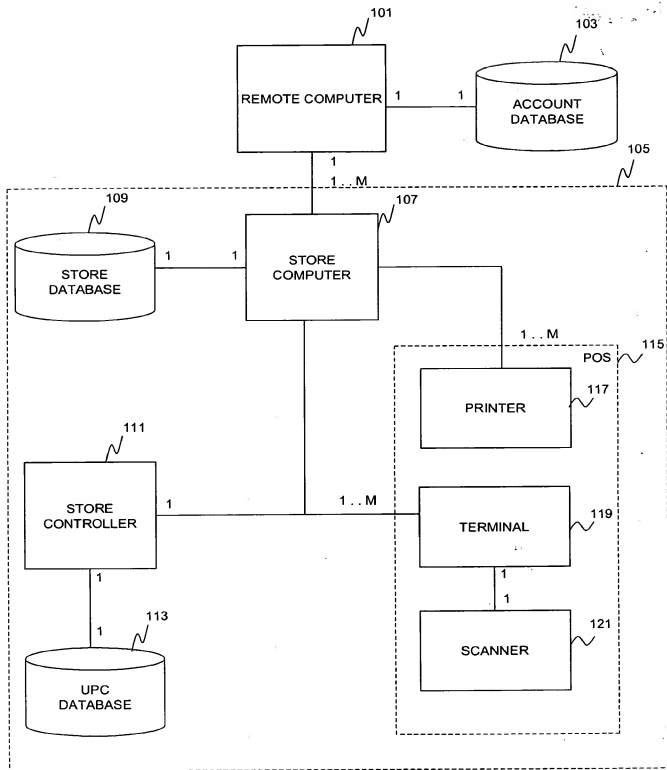 101
103
REMOTE COMPUTER
1
1
ACCOUNT
DATABASE
1
105
1 . . M
109
107
STORE
DATABASE
1
1
STORE
COMPUTER
1 . . M
POS
115
PRINTER
117
111
STORE
CONTROLLER
1
1 . . M
TERMINAL
119
1
1
1
113
1
SCANNER
121
UPC
DATABASE